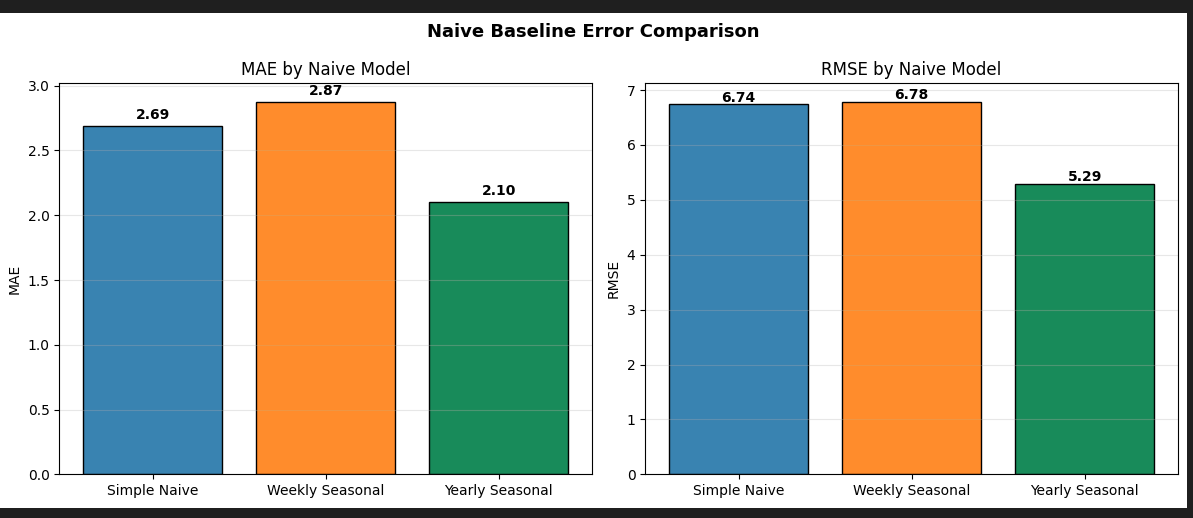 Naive Baseline Error Comparison
MAE by Naive Model
3.0
2.5
2.0
1.5
1.0
0.5
0.0
MAE
2.69
2.87
2.10
Simple Naive
Weekly Seasonal
Yearly Seasonal
RMSE by Naive Model
7
6
5
4
3
2
1
0
RMSE
6.74
6.78
5.29
Simple Naive
Weekly Seasonal
Yearly Seasonal